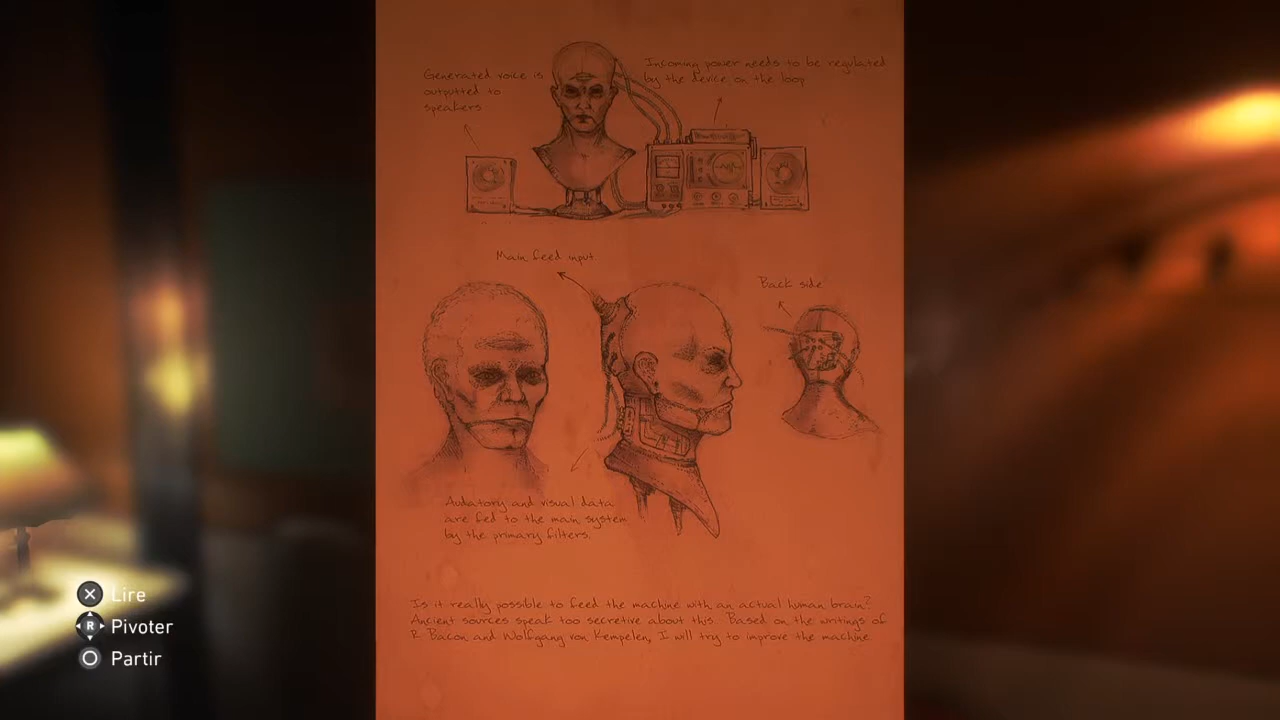 Generated voice is
outputted to
speakers
Incoming power needs to be regulated
by the device on the loop
Main feed input
Back side
Audatory and visual data
are fed to the main system
by the primary filters.
Is it really possible to feed the machine with an actual human brain?
Ancient sources speak too secretive about this. Based on the writings of
R. Bacon and Wolfgang von Kempelen, I will try to improve the machine.
Lire
R Pivoter
Partir